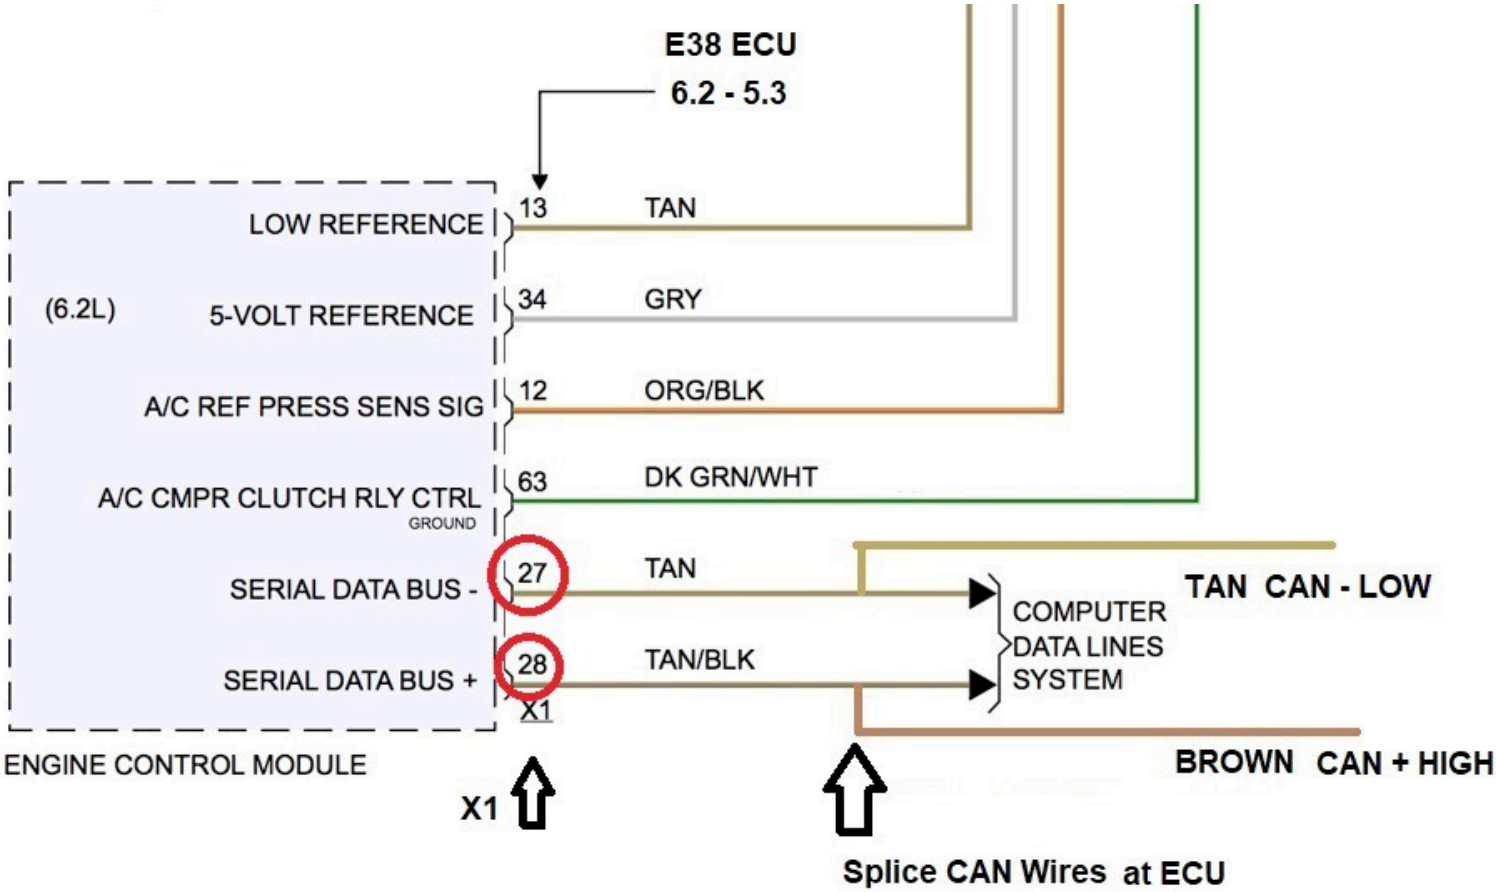 E38 ECU
6.2 - 5.3
13 TAN
LOW REFERENCE
(6.2L)
34 GRY
5-VOLT REFERENCE
12 ORG/BLK
A/C REF PRESS SENS SIG
63 DK GRN/WHT
A/C CMPR CLUTCH RLY CTRL
GROUND
27 TAN
SERIAL DATA BUS -
TAN CAN - LOW
COMPUTER
DATA LINES
SYSTEM
28 TAN/BLK
SERIAL DATA BUS +
X1
ENGINE CONTROL MODULE
BROWN CAN + HIGH
X1
Splice CAN Wires at ECU